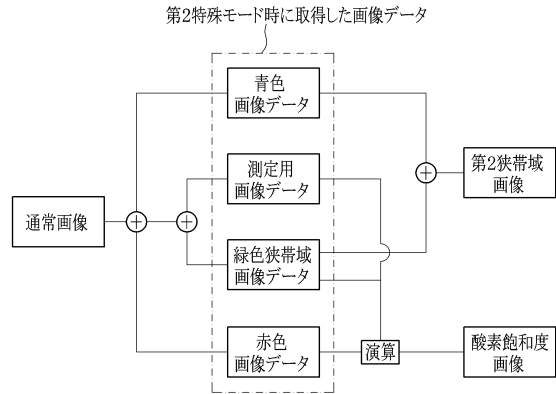 第2特殊モード時に取得した画像データ
青色
画像データ
測定用
画像データ
第2狭帯域
画像
通常画像
緑色狭帯域
画像データ
赤色
画像データ
演算
酸素飽和度
画像